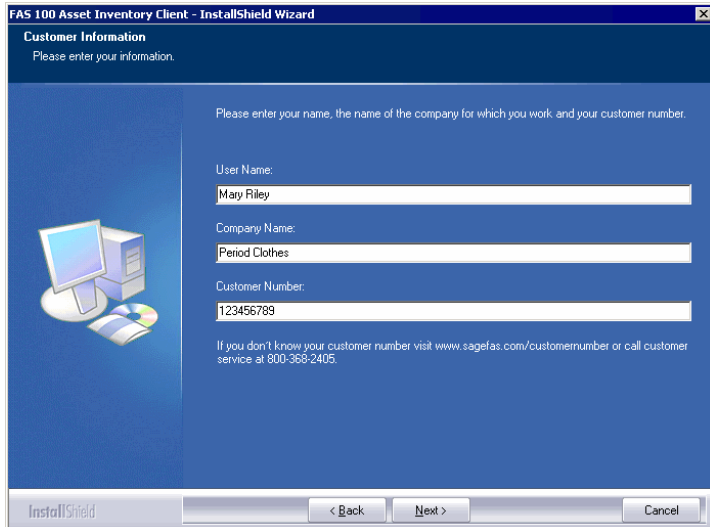 FAS 100 Asset Inventory Client - InstallShield Wizard
Customer Information
Please enter your information.
Please enter your name, the name of the company for which you work and your customer number.
User Name:
Mary Riley
Company Name:
Period Clothes
Customer Number:
123456789
If you don't know your customer number visit www.sagefas.com/customernumber or call customer
service at 800-368-2405.
InstallShield
< Back
Next >
Cancel